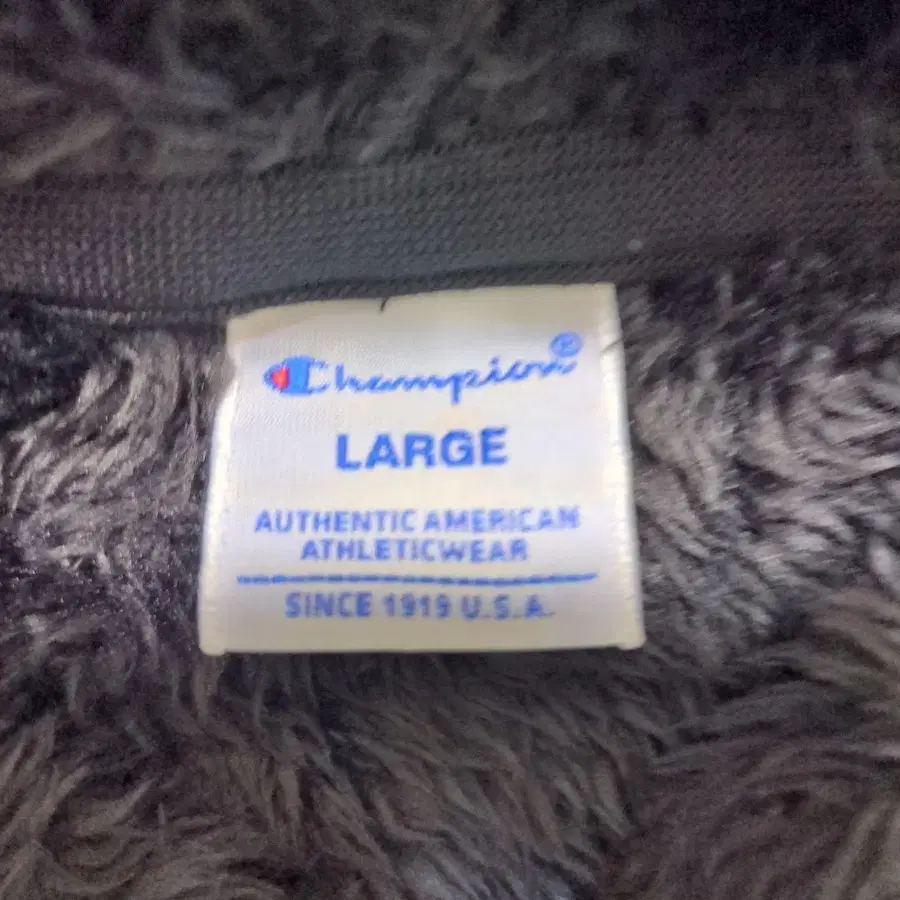 Champion®
LARGE
AUTHENTIC AMERICAN
ATHLETICWEAR
SINCE 1919 U.S.A.